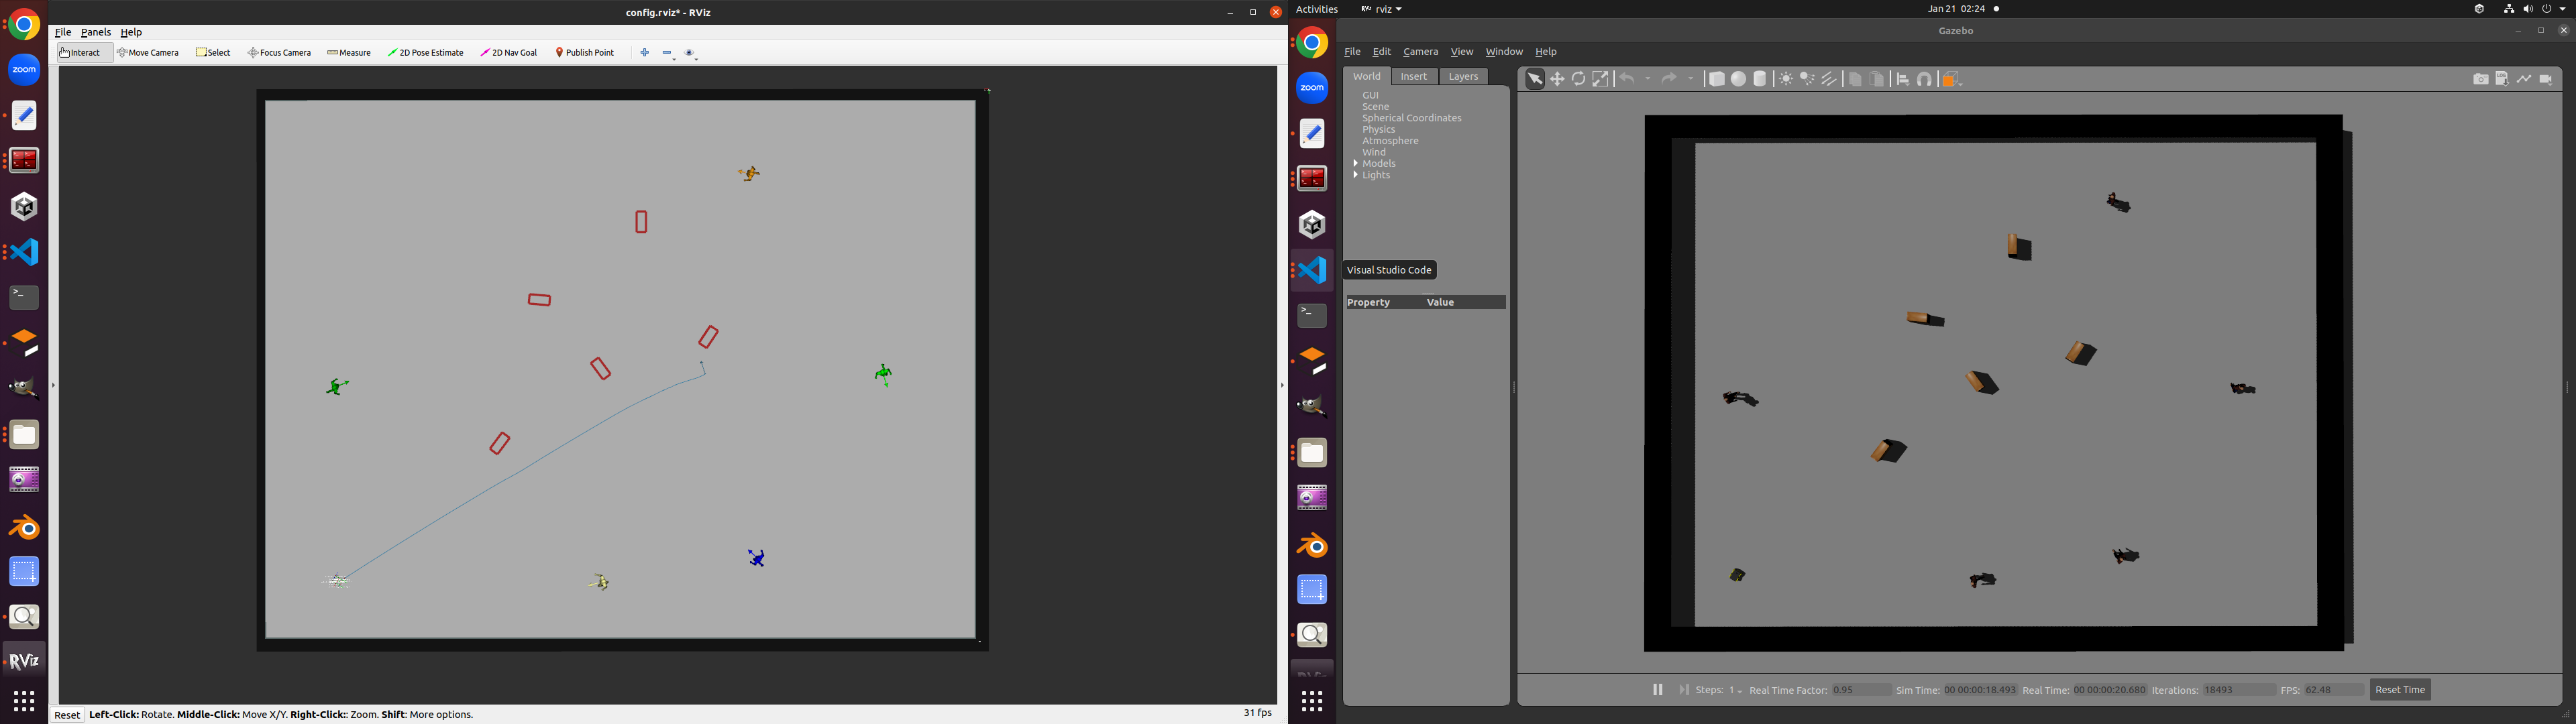 config.rviz* - RViz
File Panels Help
Interact Move Camera Select Focus Camera Measure 2D Pose Estimate 2D Nav Goal Publish Point
zoom
>_
RViz
Reset Left-Click: Rotate. Middle-Click: Move X/Y. Right-Click:: Zoom. Shift: More options. 31 fps
Activities rviz Jan 21 02:24
Gazebo
File Edit Camera View Window Help
zoom
World Insert Layers
GUI
Scene
Spherical Coordinates
Physics
Atmosphere
Wind
Models
Lights
Visual Studio Code
Property Value
>_
Steps: 1 Real Time Factor: 0.95 Sim Time: 00 00:00:18.493 Real Time: 00 00:00:20.680 Iterations: 18493 FPS: 62.48 Reset Time